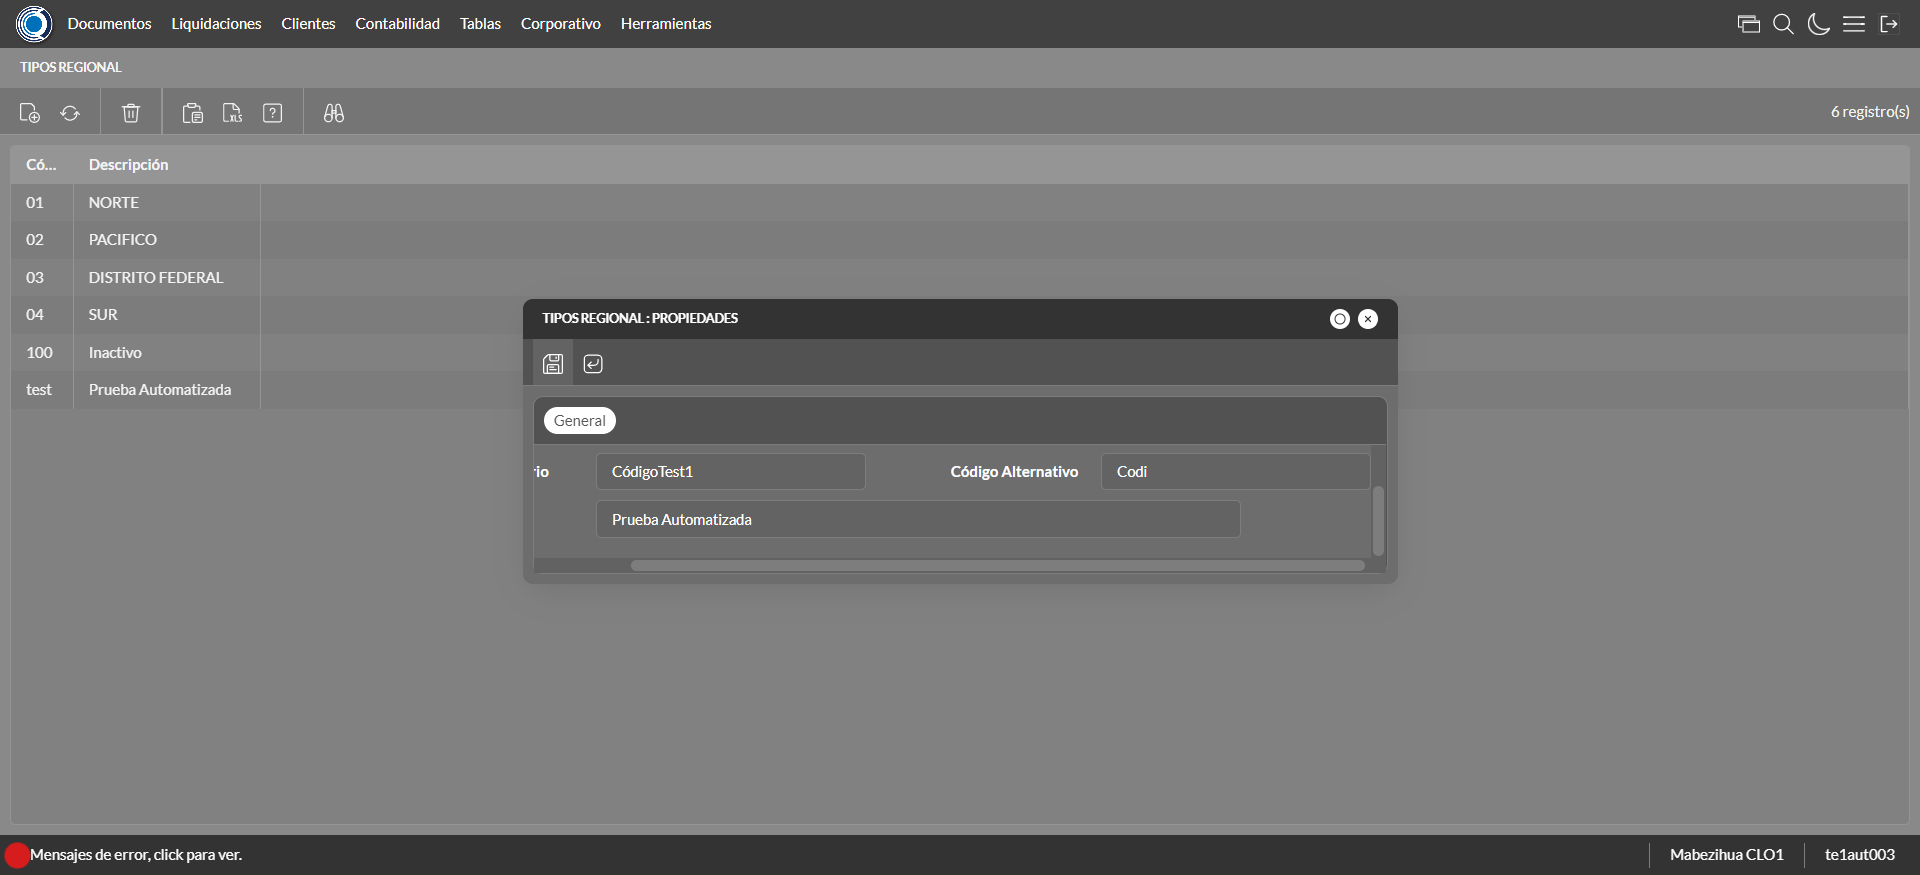 Documentos Liquidaciones Clientes Contabilidad Tablas Corporativo Herramientas
TIPOS REGIONAL
XLS ? 6 registro(s)
Có... Descripción
01 NORTE
02 PACIFICO
03 DISTRITO FEDERAL
04 SUR
100 Inactivo
test Prueba Automatizada
TIPOS REGIONAL : PROPIEDADES
General
rio CódigoTest1 Código Alternativo Codi
Prueba Automatizada
Mensajes de error, click para ver. Mabezihua CLO1 te1aut003